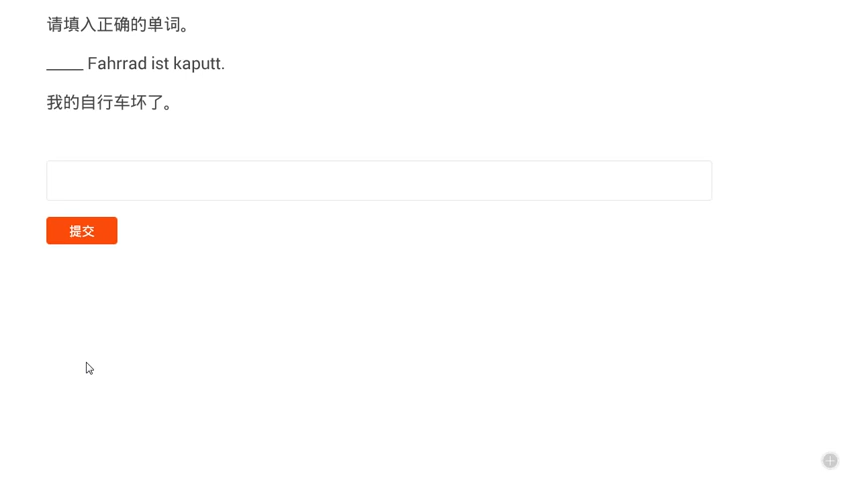 请填入正确的单词。
_____ Fahrrad ist kaputt.
我的自行车坏了。
提交